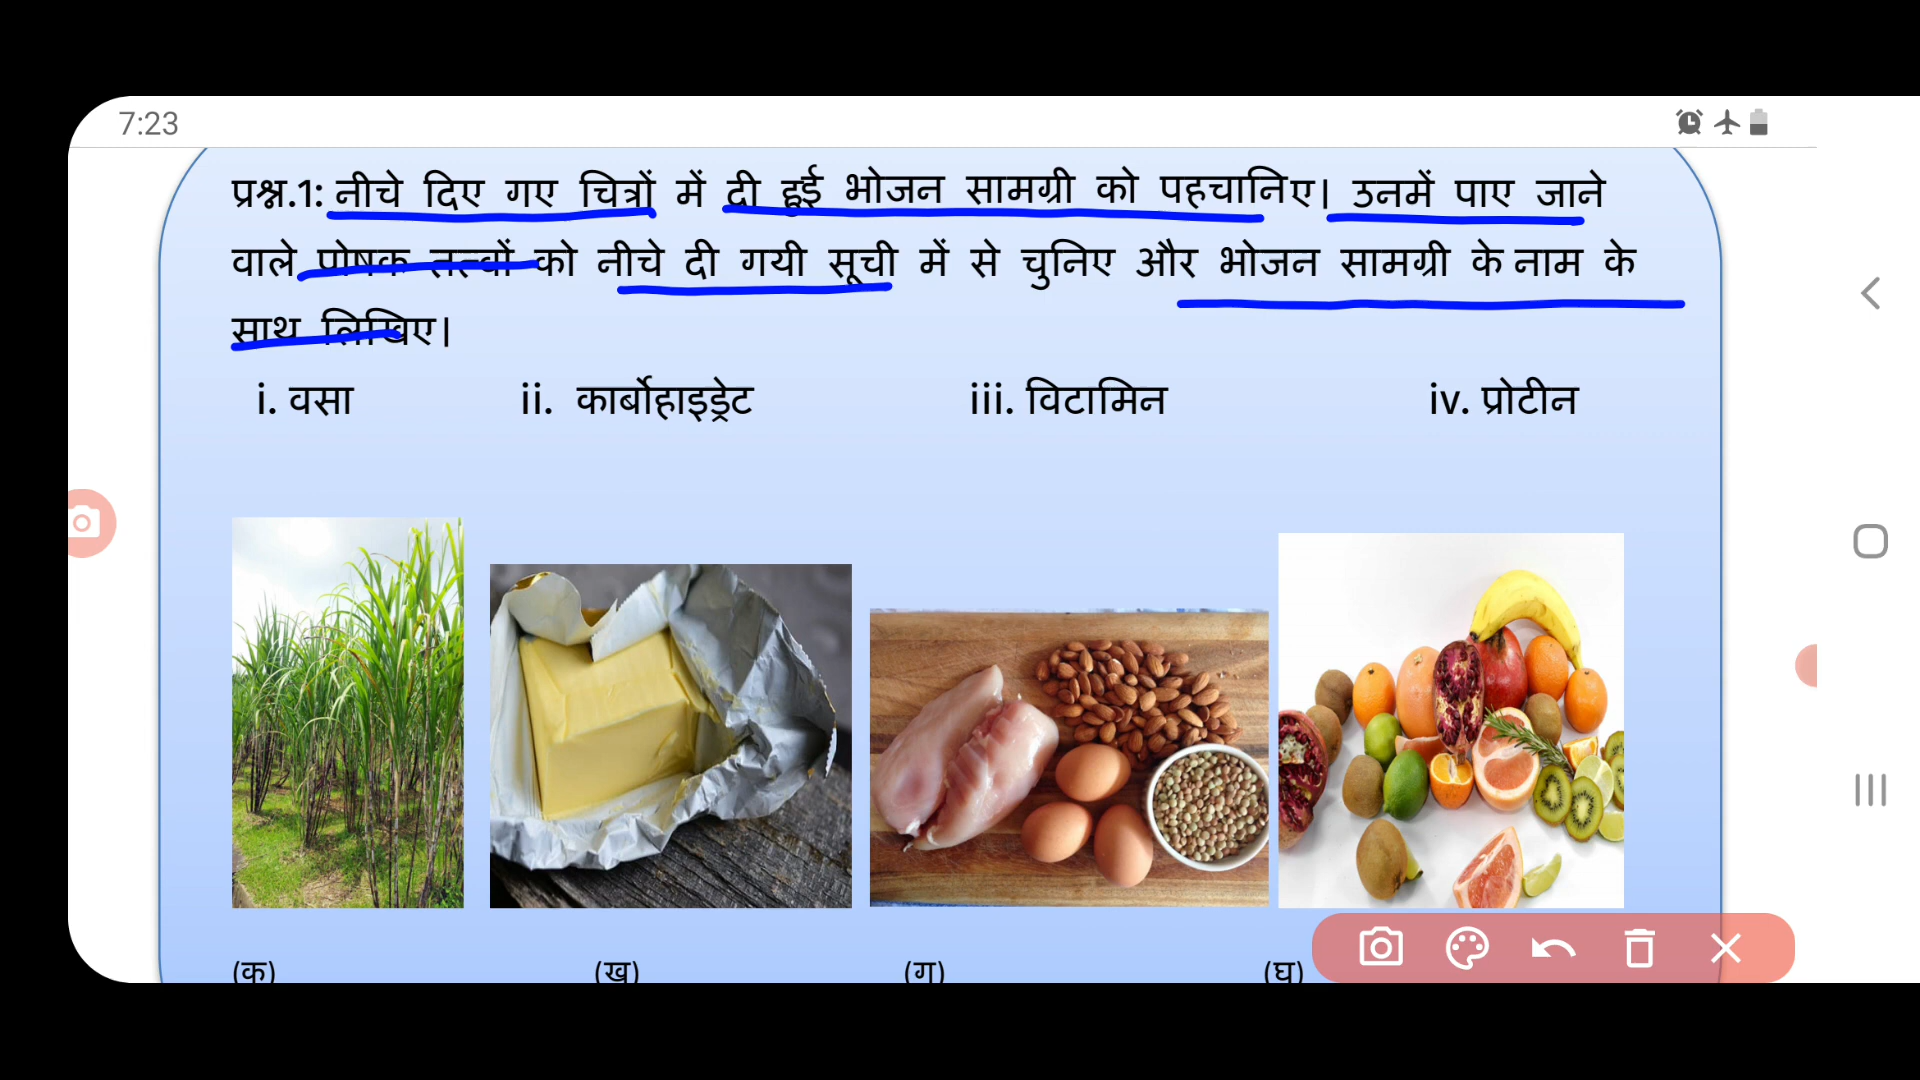 7:23
प्रश्न.1: नीचे दिए गए चित्रों में दी हुई भोजन सामग्री को पहचानिए। उनमें पाए जाने
वाले पोषक तत्वों को नीचे दी गयी सूची में से चुनिए और भोजन सामग्री के नाम के
साथ लिखिए।
i. वसा ii. कार्बोहाइड्रेट iii. विटामिन iv. प्रोटीन
(क) (ख) (ग) (घ)